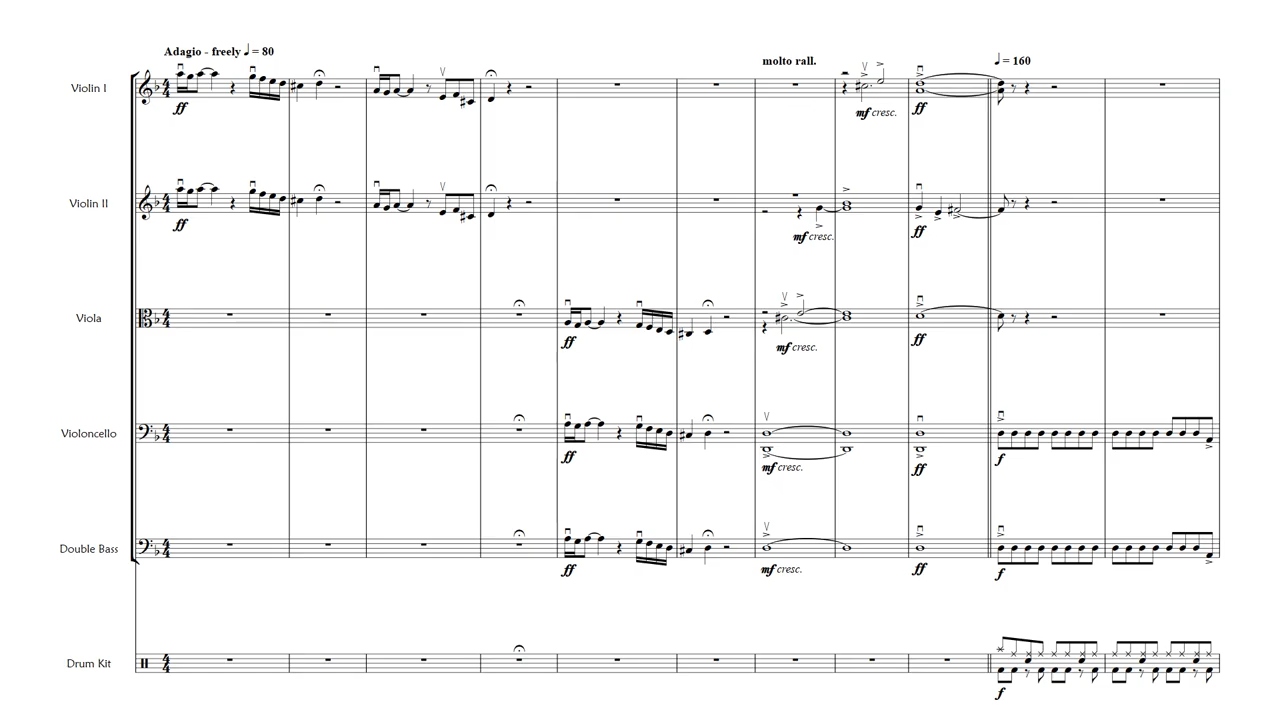 Adagio - freely ♩ = 80
molto rall.
♩ = 160
Violin I
ff
mf cresc.
ff
Violin II
ff
mf cresc.
ff
Viola
ff
mf cresc.
ff
Violoncello
ff
mf cresc.
ff
f
Double Bass
ff
mf cresc.
ff
f
Drum Kit
f